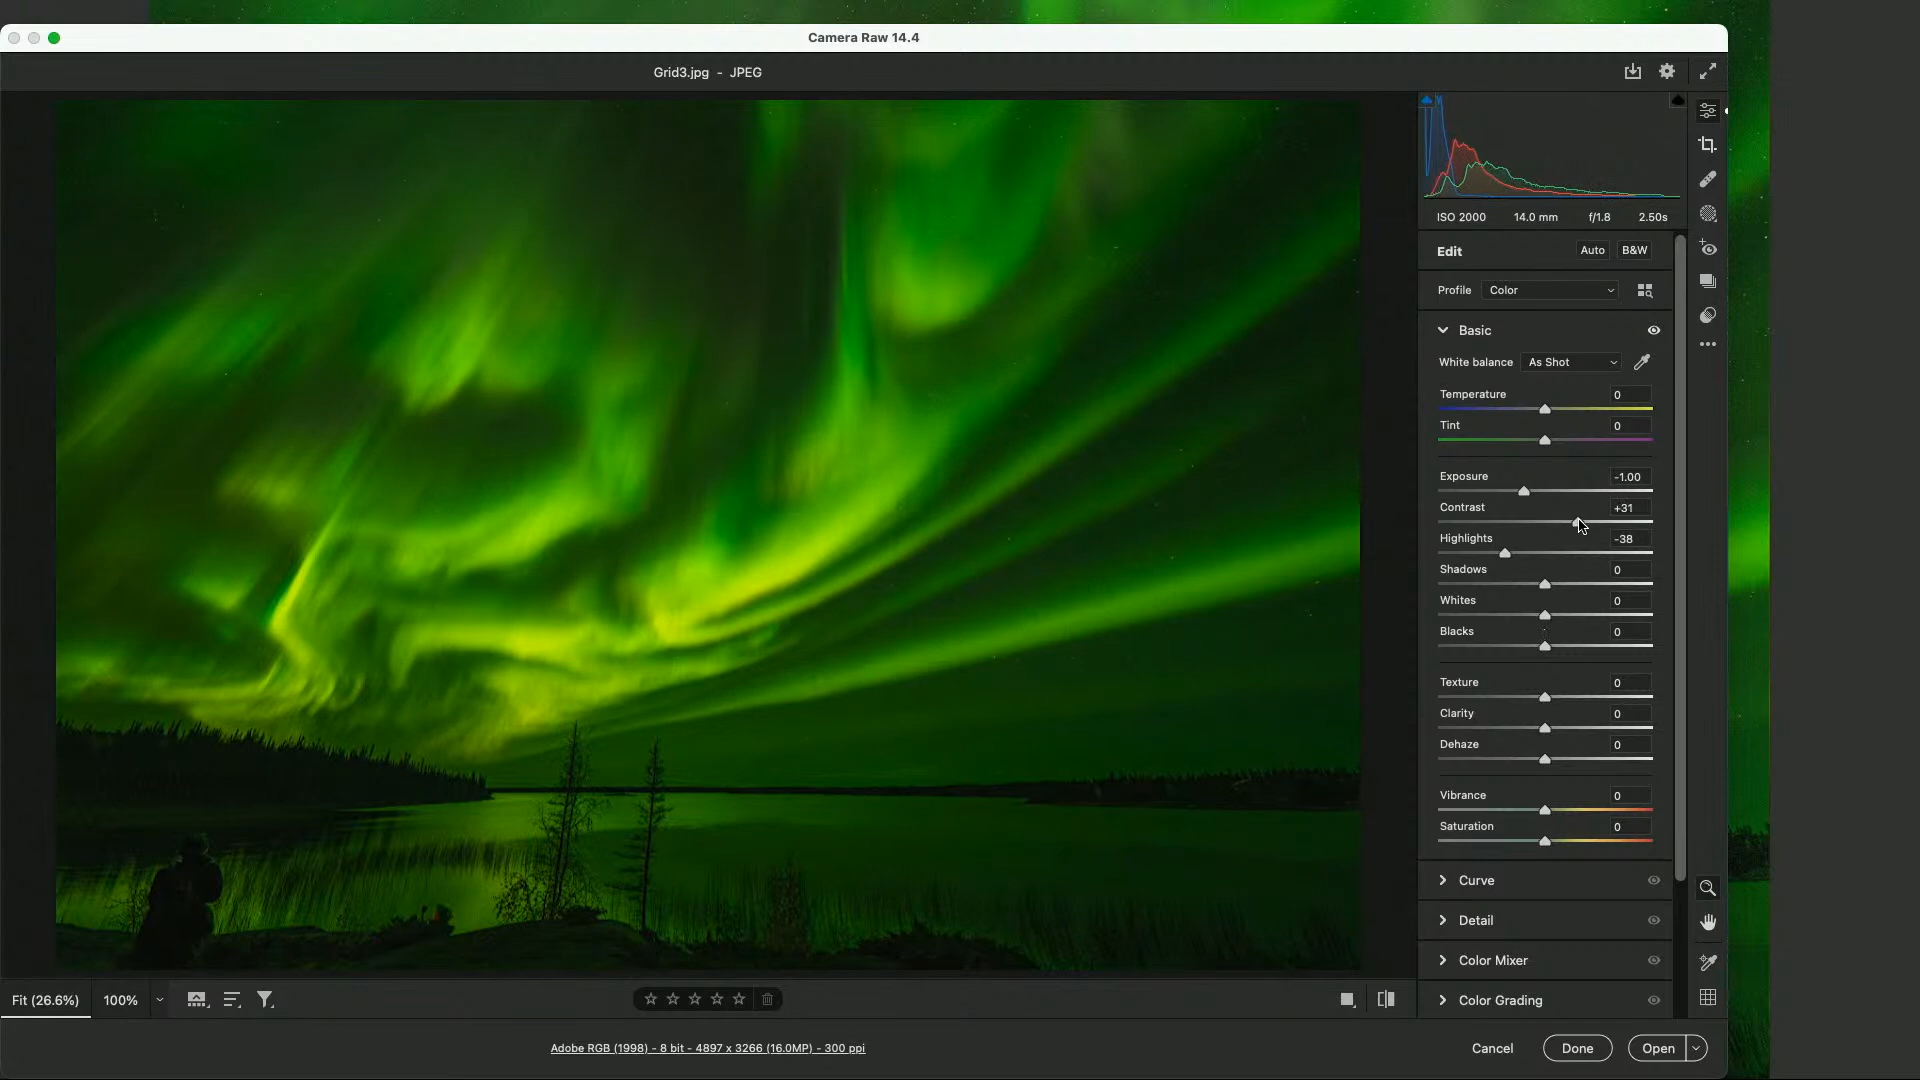 Camera Raw 14.4
Grid3.jpg - JPEG
ISO 2000 14.0 mm f/1.8 2.50s
Edit Auto B&W
Profile Color
Basic
White balance As Shot
Temperature 0
Tint 0
Exposure -1.00
Contrast +31
Highlights -38
Shadows 0
Whites 0
Blacks 0
Texture 0
Clarity 0
Dehaze 0
Vibrance 0
Saturation 0
Curve
Detail
Color Mixer
Color Grading
Fit (26.6%) 100%
Adobe RGB (1998) - 8 bit - 4897 x 3266 (16.0MP) - 300 ppi
Cancel Done Open